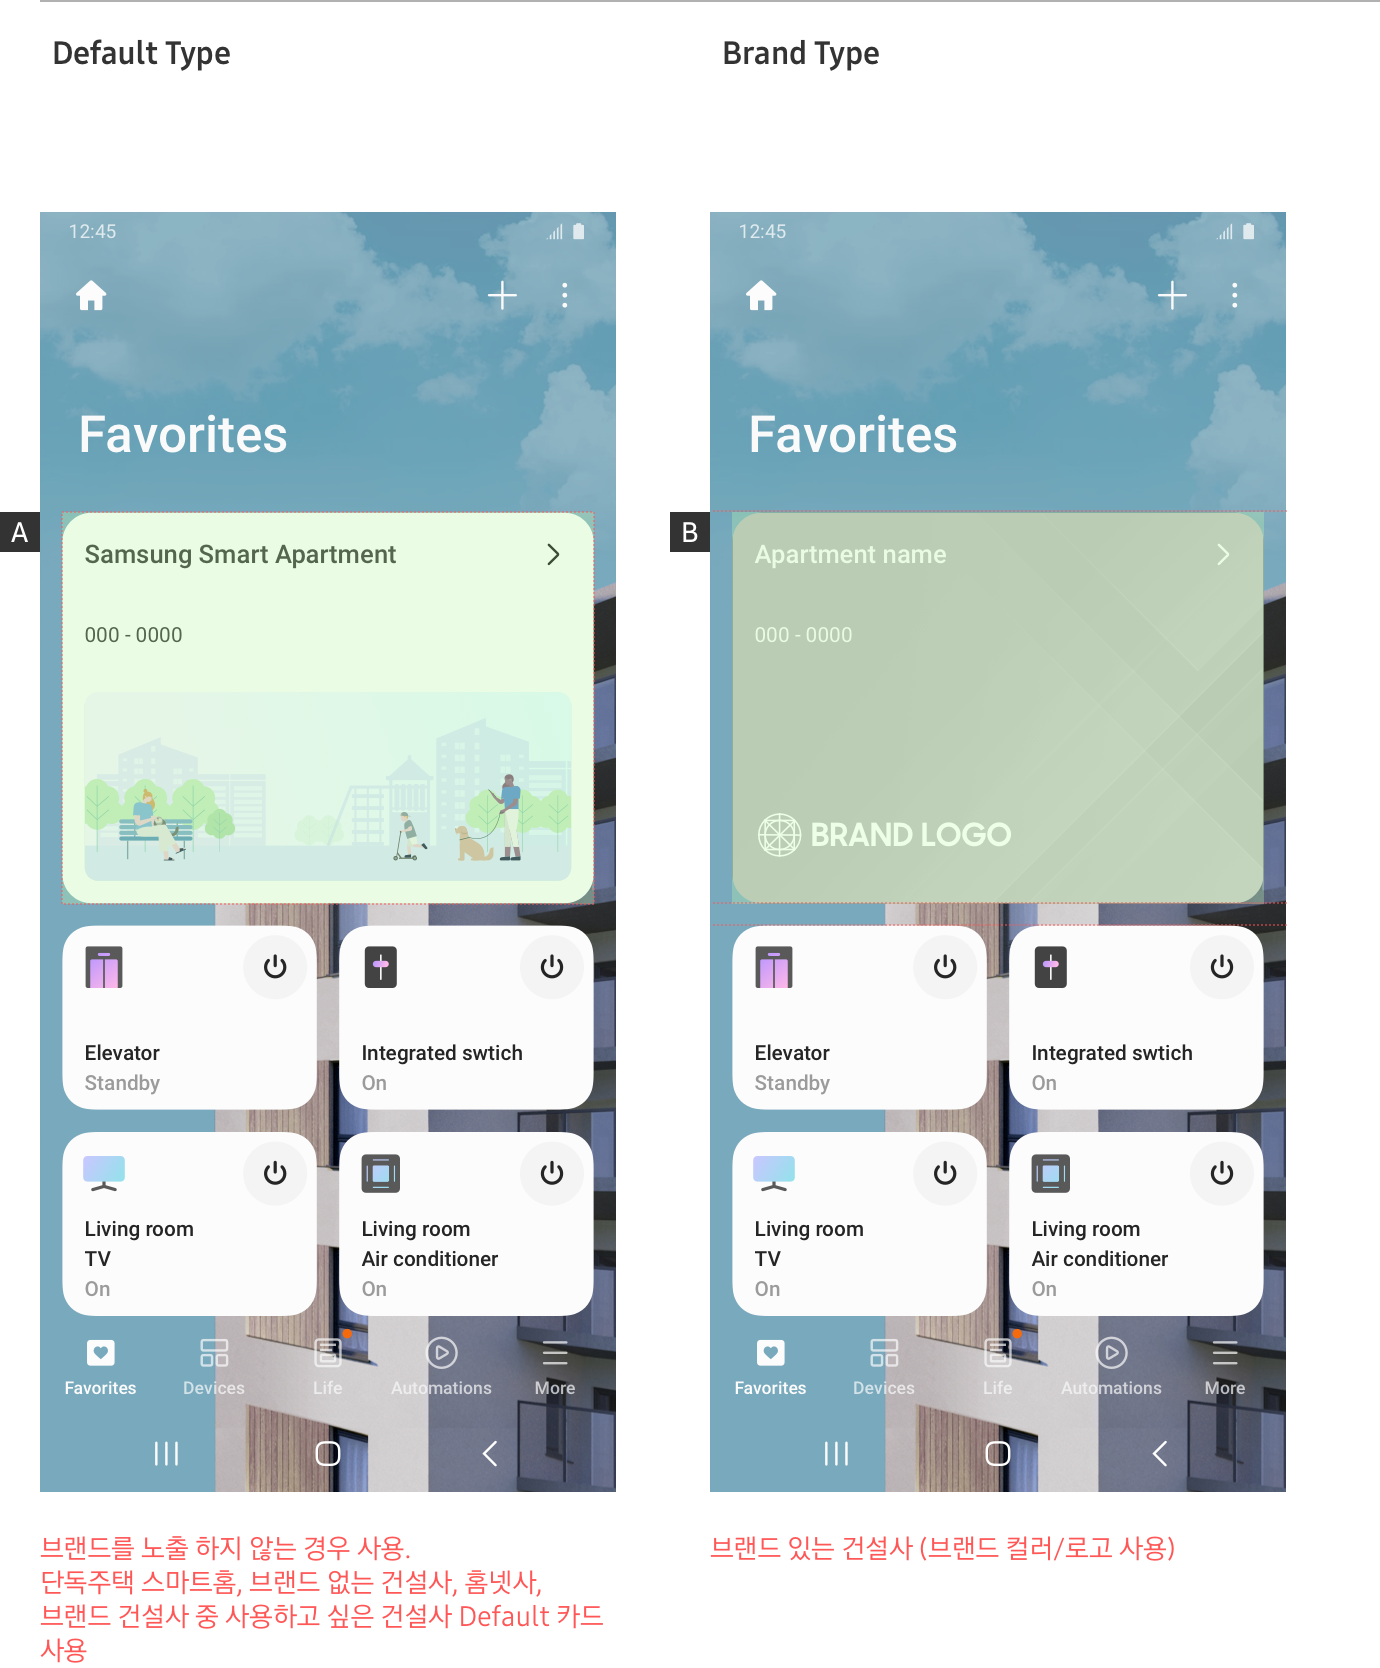 Default Type
Brand Type
12:45
Favorites
A
Samsung Smart Apartment
000 - 0000
Elevator
Standby
Integrated swtich
On
Living room
TV
On
Living room
Air conditioner
On
Favorites
Devices
Life
Automations
More
12:45
Favorites
B
Apartment name
000 - 0000
BRAND LOGO
Elevator
Standby
Integrated swtich
On
Living room
TV
On
Living room
Air conditioner
On
Favorites
Devices
Life
Automations
More
브랜드를 노출 하지 않는 경우 사용.
단독주택 스마트홈, 브랜드 없는 건설사, 홈넷사,
브랜드 건설사 중 사용하고 싶은 건설사 Default 카드
사용
브랜드 있는 건설사 (브랜드 컬러/로고 사용)